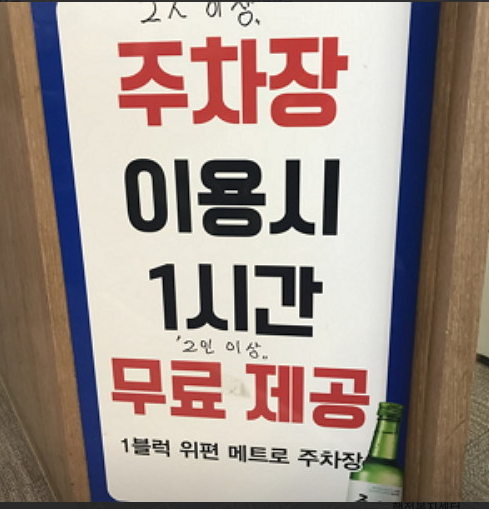 2人 이상.
주차장
이용시
1시간
"2인 이상"
무료 제공
1블럭 위편 메트로 주차장